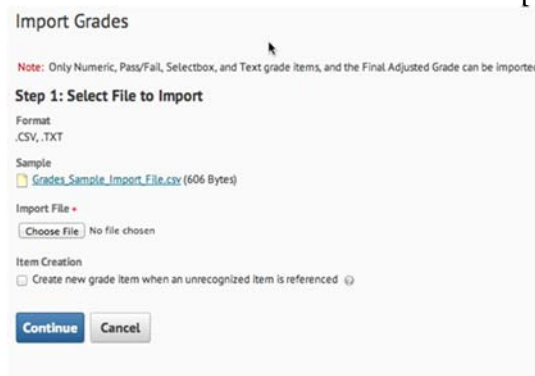 Import Grades
Note: Only Numeric, Pass/Fail, Selectbox, and Text grade items, and the Final Adjusted Grade can be imported
Step 1: Select File to Import
Format
.CSV, .TXT
Sample
Grades_Sample_Import_File.csv (606 Bytes)
Import File *
Choose File No file chosen
Item Creation
Create new grade item when an unrecognized item is referenced
Continue Cancel